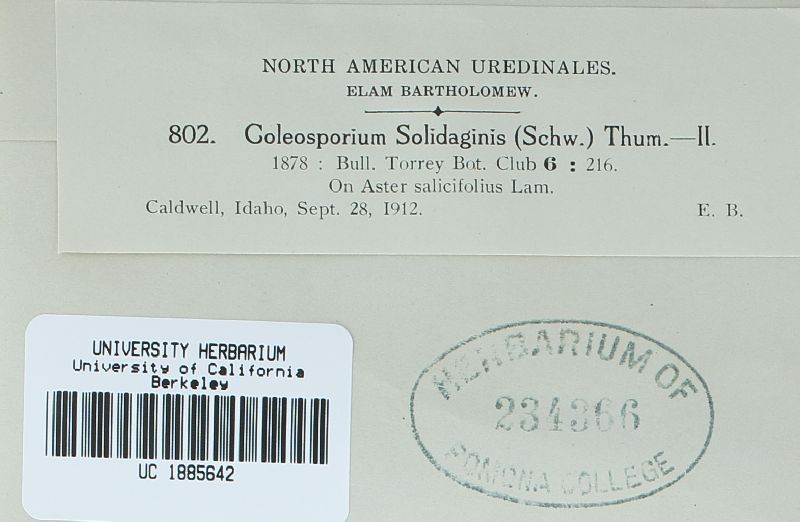 NORTH AMERICAN UREDINALES.
ELAM BARTHOLOMEW.
802. Coleosporium Solidaginis (Schw.) Thum.—II.
1878 : Bull. Torrey Bot. Club 6 : 216.
On Aster salicifolius Lam.
Caldwell, Idaho, Sept. 28, 1912. E. B.
UNIVERSITY HERBARIUM
University of California
Berkeley
UC 1885642
HERBARIUM OF
234366
POMONA COLLEGE